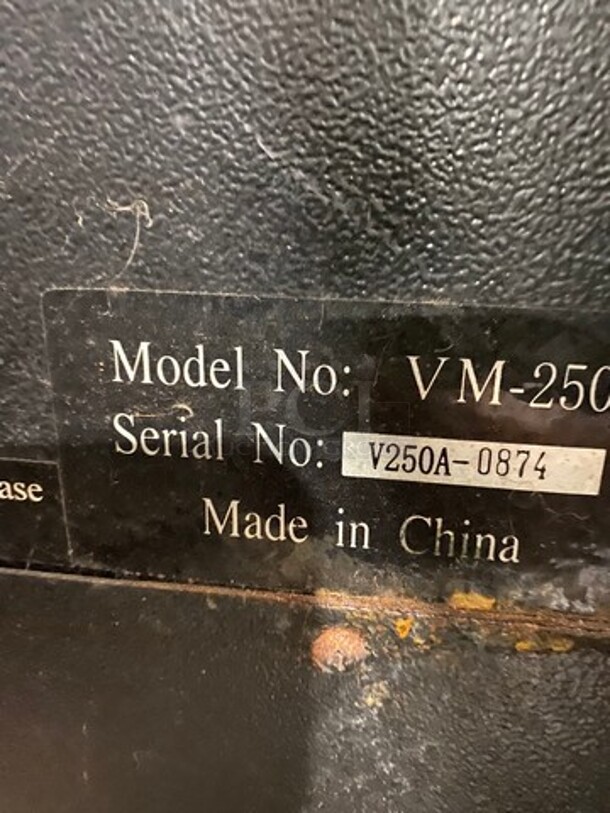 Model No: VM-250
Serial No: V250A-0874
ase
Made in China